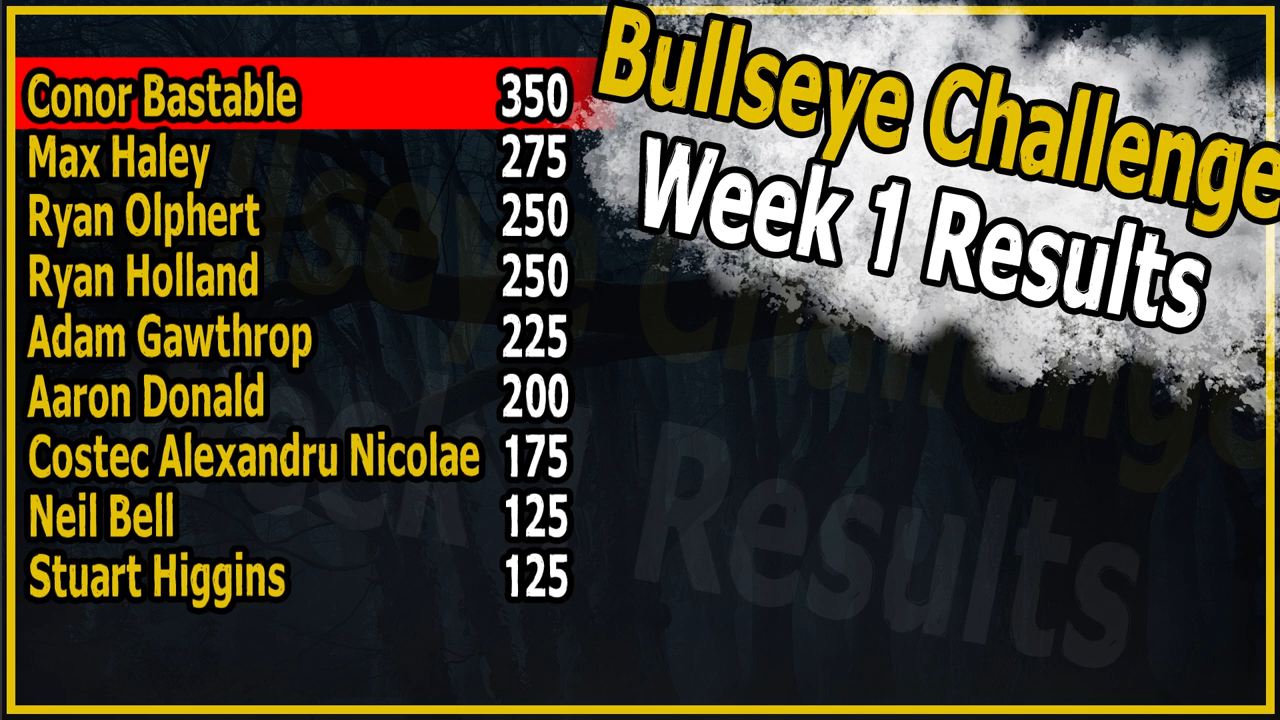 Bullseye Challenge
Week 1 Results
Conor Bastable 350
Max Haley 275
Ryan Olphert 250
Ryan Holland 250
Adam Gawthrop 225
Aaron Donald 200
Costec Alexandru Nicolae 175
Neil Bell 125
Stuart Higgins 125